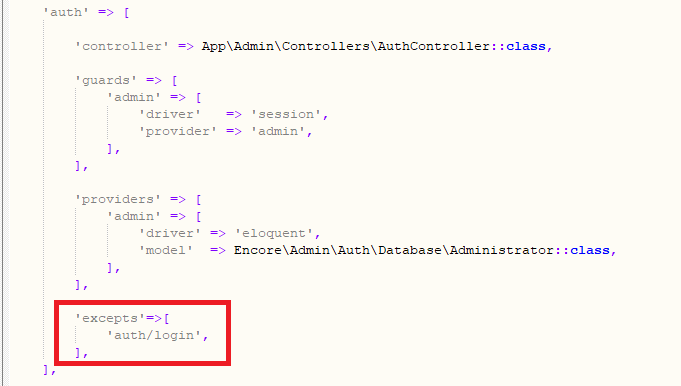 'auth' => [
'controller' => App\Admin\Controllers\AuthController::class,
'guards' => [
'admin' => [
'driver'   => 'session',
'provider' => 'admin',
],
],
'providers' => [
'admin' => [
'driver' => 'eloquent',
'model'  => Encore\Admin\Auth\Database\Administrator::class,
],
],
'excepts'=>[
'auth/login',
],
],